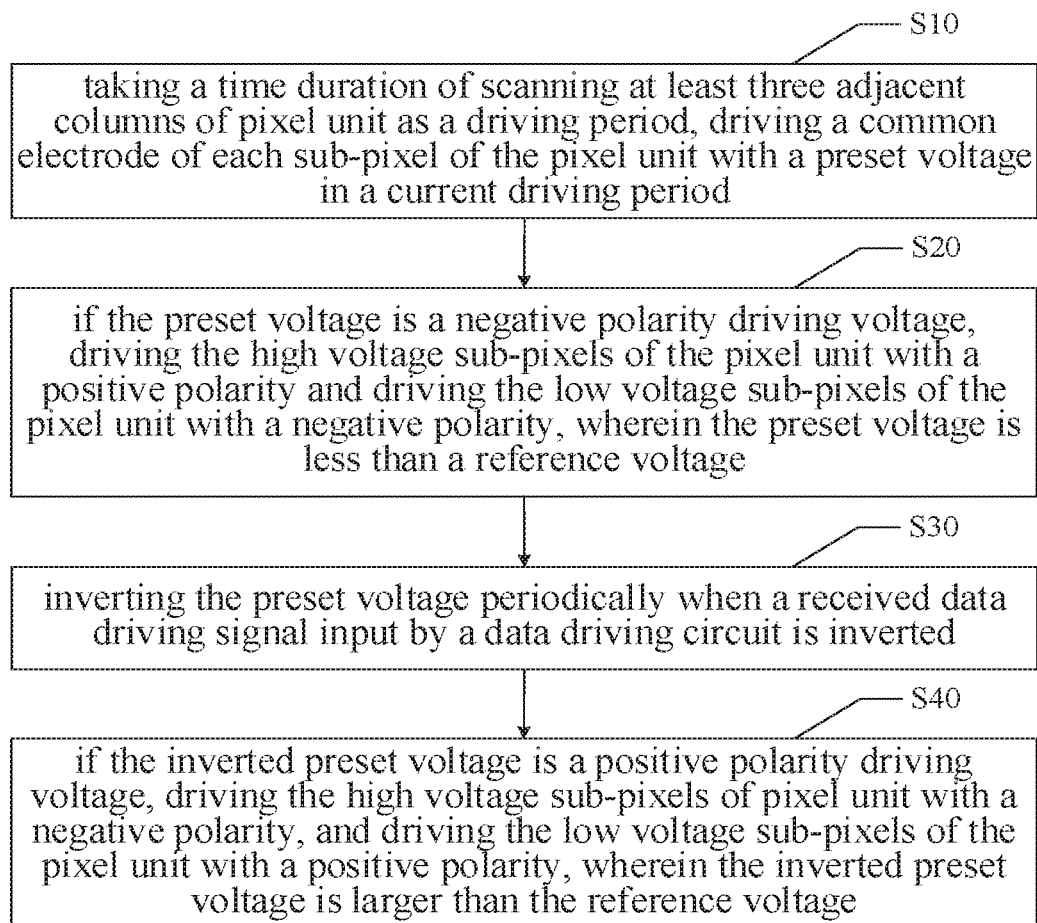 S10
taking a time duration of scanning at least three adjacent
columns of pixel unit as a driving period, driving a common
electrode of each sub-pixel of the pixel unit with a preset voltage
in a current driving period
S20
if the preset voltage is a negative polarity driving voltage,
driving the high voltage sub-pixels of the pixel unit with a
positive polarity and driving the low voltage sub-pixels of the
pixel unit with a negative polarity, wherein the preset voltage is
less than a reference voltage
S30
inverting the preset voltage periodically when a received data
driving signal input by a data driving circuit is inverted
S40
if the inverted preset voltage is a positive polarity driving
voltage, driving the high voltage sub-pixels of pixel unit with a
negative polarity, and driving the low voltage sub-pixels of the
pixel unit with a positive polarity, wherein the inverted preset
voltage is larger than the reference voltage